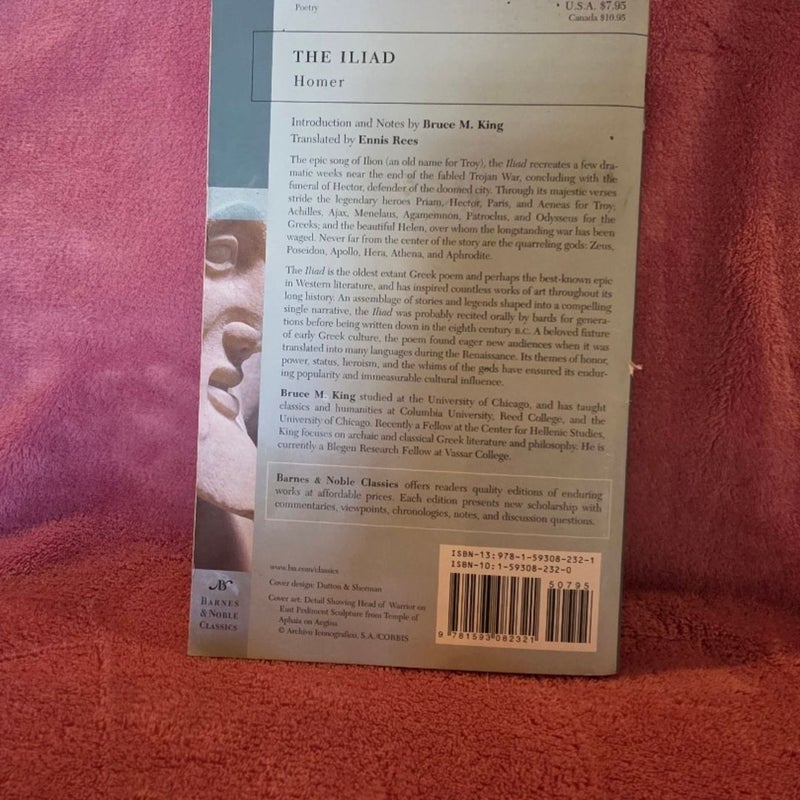 Poetry
U.S.A. $7.95
Canada $10.95
THE ILIAD
Homer
Introduction and Notes by Bruce M. King
Translated by Ennis Rees
The epic song of Ilion (an old name for Troy), the Iliad recreates a few dra-
matic weeks near the end of the fabled Trojan War, concluding with the
funeral of Hector, defender of the doomed city. Through its majestic verses
stride the legendary heroes Priam, Hector, Paris, and Aeneas for Troy;
Achilles, Ajax, Menelaus, Agamemnon, Patroclus, and Odysseus for the
Greeks; and the beautiful Helen, over whom the longstanding war has been
waged. Never far from the center of the story are the quarreling gods: Zeus,
Poseidon, Apollo, Hera, Athena, and Aphrodite.
The Iliad is the oldest extant Greek poem and perhaps the best-known epic
in Western literature, and has inspired countless works of art throughout its
long history. An assemblage of stories and legends shaped into a compelling
single narrative, the Iliad was probably recited orally by bards for genera-
tions before being written down in the eighth century B.C. A beloved fixture
of early Greek culture, the poem found eager new audiences when it was
translated into many languages during the Renaissance. Its themes of honor,
power, status, heroism, and the whims of the gods have ensured its endur-
ing popularity and immeasurable cultural influence.
Bruce M. King studied at the University of Chicago, and has taught
classics and humanities at Columbia University, Reed College, and the
University of Chicago. Recently a Fellow at the Center for Hellenic Studies,
King focuses on archaic and classical Greek literature and philosophy. He is
currently a Blegen Research Fellow at Vassar College.
Barnes & Noble Classics offers readers quality editions of enduring
works at affordable prices. Each edition presents new scholarship with
commentaries, viewpoints, chronologies, notes, and discussion questions.
www.bn.com/classics
Cover design: Dutton & Sherman
Cover art: Detail Showing Head of Warrior on
East Pediment Sculpture from Temple of
Aphaia on Aegina
© Archivo Iconografico, S.A./CORBIS
ISBN-13: 978-1-59308-232-1
ISBN-10: 1-59308-232-0
50795
9 781593 082321
BN
BARNES
& NOBLE
CLASSICS